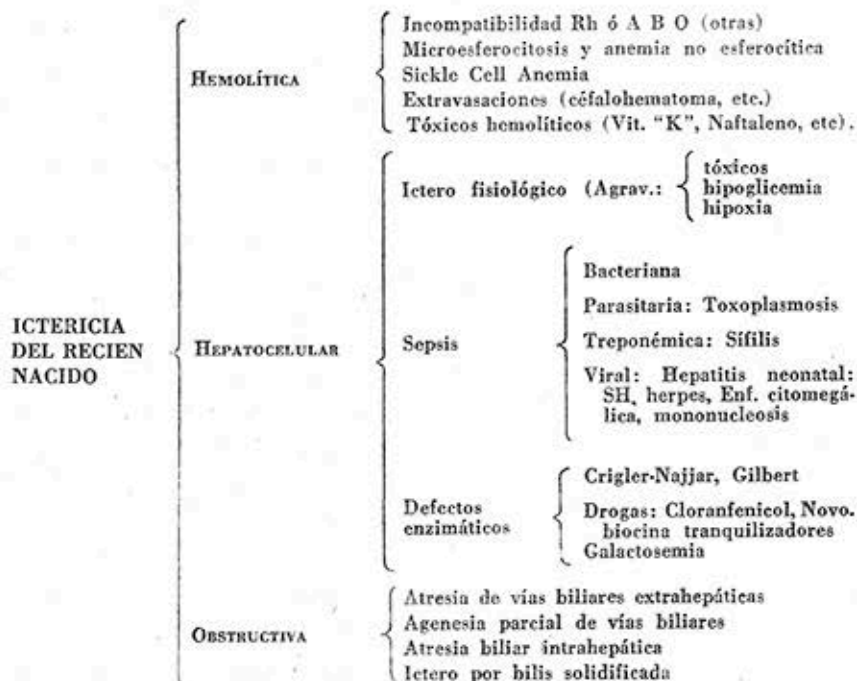 ICTERICIA
DEL RECIEN
NACIDO
HEMOLÍTICA
Incompatibilidad Rh ó A B O (otras)
Microesferocitosis y anemia no esferocítica
Sickle Cell Anemia
Extravasaciones (céfalohematoma, etc.)
Tóxicos hemolíticos (Vit. "K", Naftaleno, etc).
HEPATOCELULAR
Ictero fisiológico (Agrav.:
tóxicos
hipoglicemia
hipoxia
Sepsis
Bacteriana
Parasitaria: Toxoplasmosis
Treponémica: Sífilis
Viral: Hepatitis neonatal:
SH, herpes, Enf. citomegá-
lica, mononucleosis
Defectos
enzimáticos
Crigler-Najjar, Gilbert
Drogas: Cloranfenicol, Novo.
biocina tranquilizadores
Galactosemia
OBSTRUCTIVA
Atresia de vías biliares extrahepáticas
Agenesia parcial de vías biliares
Atresia biliar intrahepática
Ictero por bilis solidificada